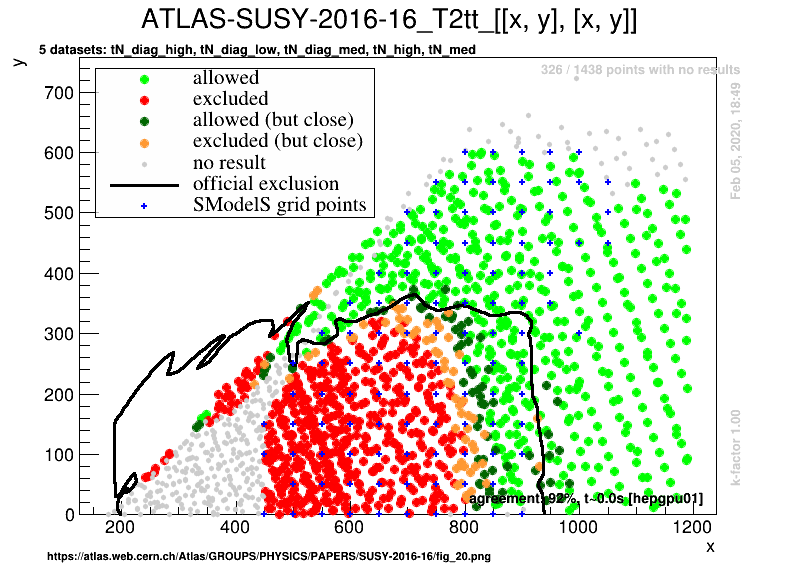 ATLAS-SUSY-2016-16_T2tt_[[x, y], [x, y]]
5 datasets: tN_diag_high, tN_diag_low, tN_diag_med, tN_high, tN_med
y
326 / 1438 points with no results
allowed
excluded
allowed (but close)
excluded (but close)
no result
official exclusion
SModelS grid points
700
600
500
400
300
200
100
0
Feb 05, 2020, 18:49
k-factor 1.00
agreement: 92%, t~0.0s [hepgpu01]
200 400 600 800 1000 1200
x
https://atlas.web.cern.ch/Atlas/GROUPS/PHYSICS/PAPERS/SUSY-2016-16/fig_20.png